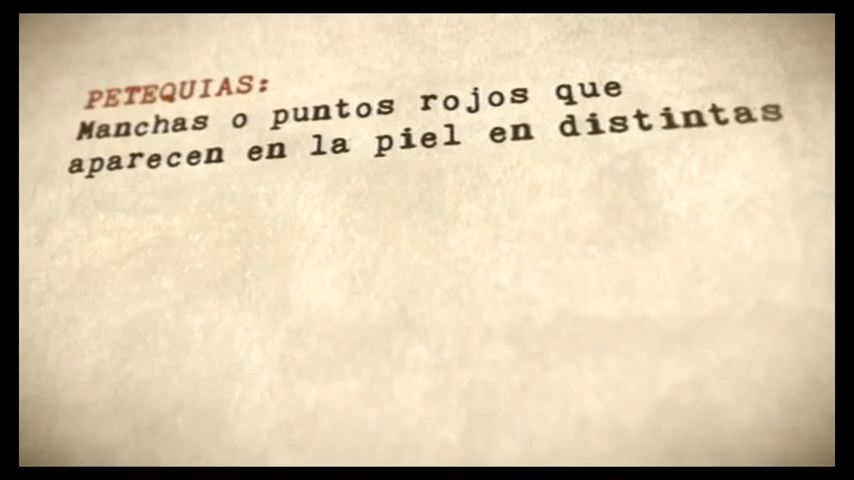 PETEQUIAS:
Manchas o puntos rojos que
aparecen en la piel en distintas